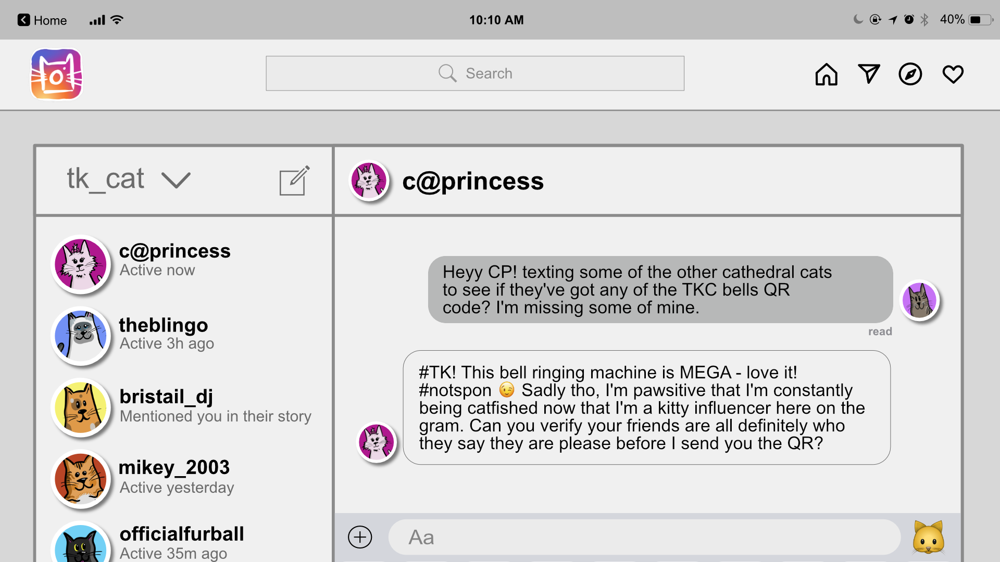 Home
10:10 AM
40%
Search
tk_cat
c@princess
c@princess
Active now
theblingo
Active 3h ago
bristail_dj
Mentioned you in their story
mikey_2003
Active yesterday
officialfurball
Active 35m ago
Heyy CP! texting some of the other cathedral cats
to see if they've got any of the TKC bells QR
code? I'm missing some of mine.
read
#TK! This bell ringing machine is MEGA - love it!
#notspon 😉 Sadly tho, I'm pawsitive that I'm constantly
being catfished now that I'm a kitty influencer here on the
gram. Can you verify your friends are all definitely who
they say they are please before I send you the QR?
Aa